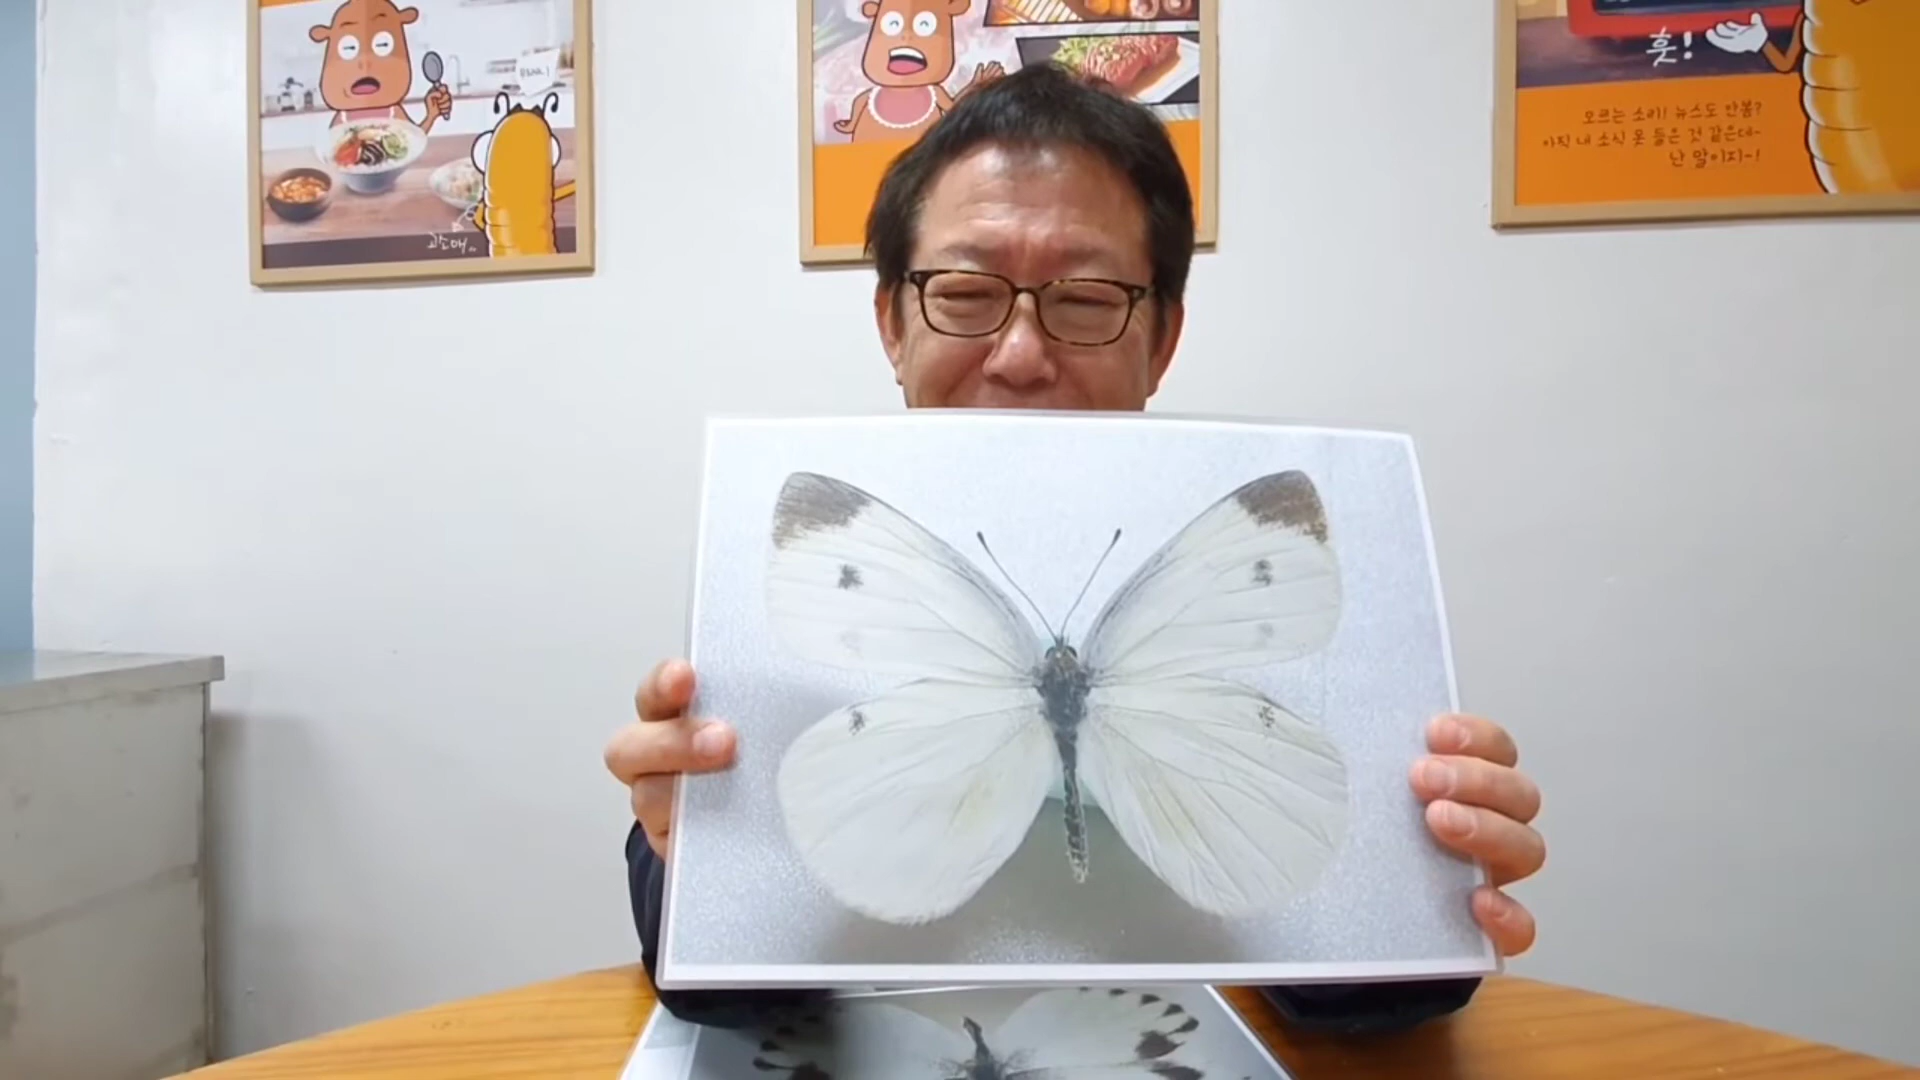 훗!
모르는 소리! 뉴스도 안봄?
아직 내 소식 못 들은 것 같은데~
난 말이지~!